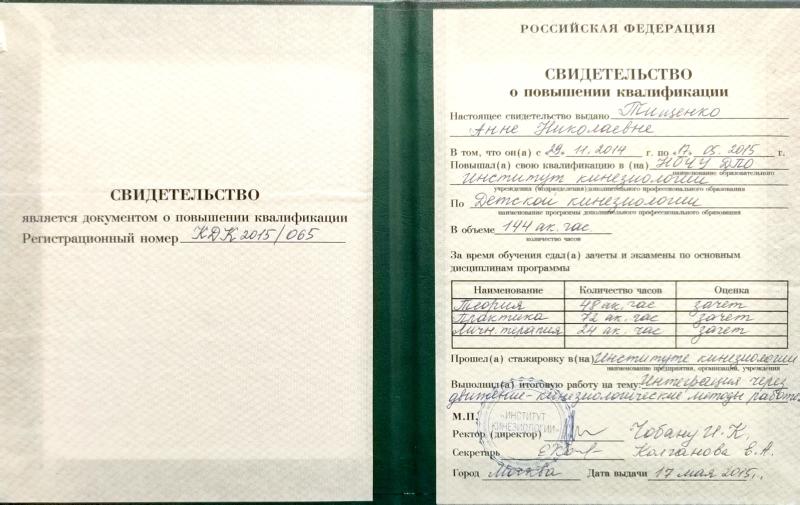 СВИДЕТЕЛЬСТВО
является документом о повышении квалификации
Регистрационный номер КДК 2015/065
РОССИЙСКАЯ ФЕДЕРАЦИЯ
СВИДЕТЕЛЬСТВО
о повышении квалификации
Настоящее свидетельство выдано Тищенко
Анне Николаевне
В том, что он(а) с «29» 11.2014 г. по «17» 05.2015 г.
Повышал(а) свою квалификацию в (на) НОЧУ ДПО
наименование образовательного
Институт кинезиологии
учреждения (подразделения) дополнительного профессионального образования
По Детской кинезиологии
наименование программы дополнительного профессионального образования
В объеме 144 ак. час
количество часов
За время обучения сдал(а) зачеты и экзамены по основным
дисциплинам программы
Наименование Количество часов Оценка
Теория 48 ак. час зачет
Практика 72 ак. час зачет
Личн. терапия 24 ак. час зачет
Прошел(а) стажировку в(на) Институте кинезиологии
наименование предприятия, организации, учреждения
Выполнил(а) итоговую работу на тему: Интеграция через
движение - кинезиологические методы работы
М.П.
«ИНСТИТУТ
КИНЕЗИОЛОГИИ»
Ректор (директор) Чобану И.К.
Секретарь Колганова Е.А.
Город Москва Дата выдачи 17 мая 2015г.